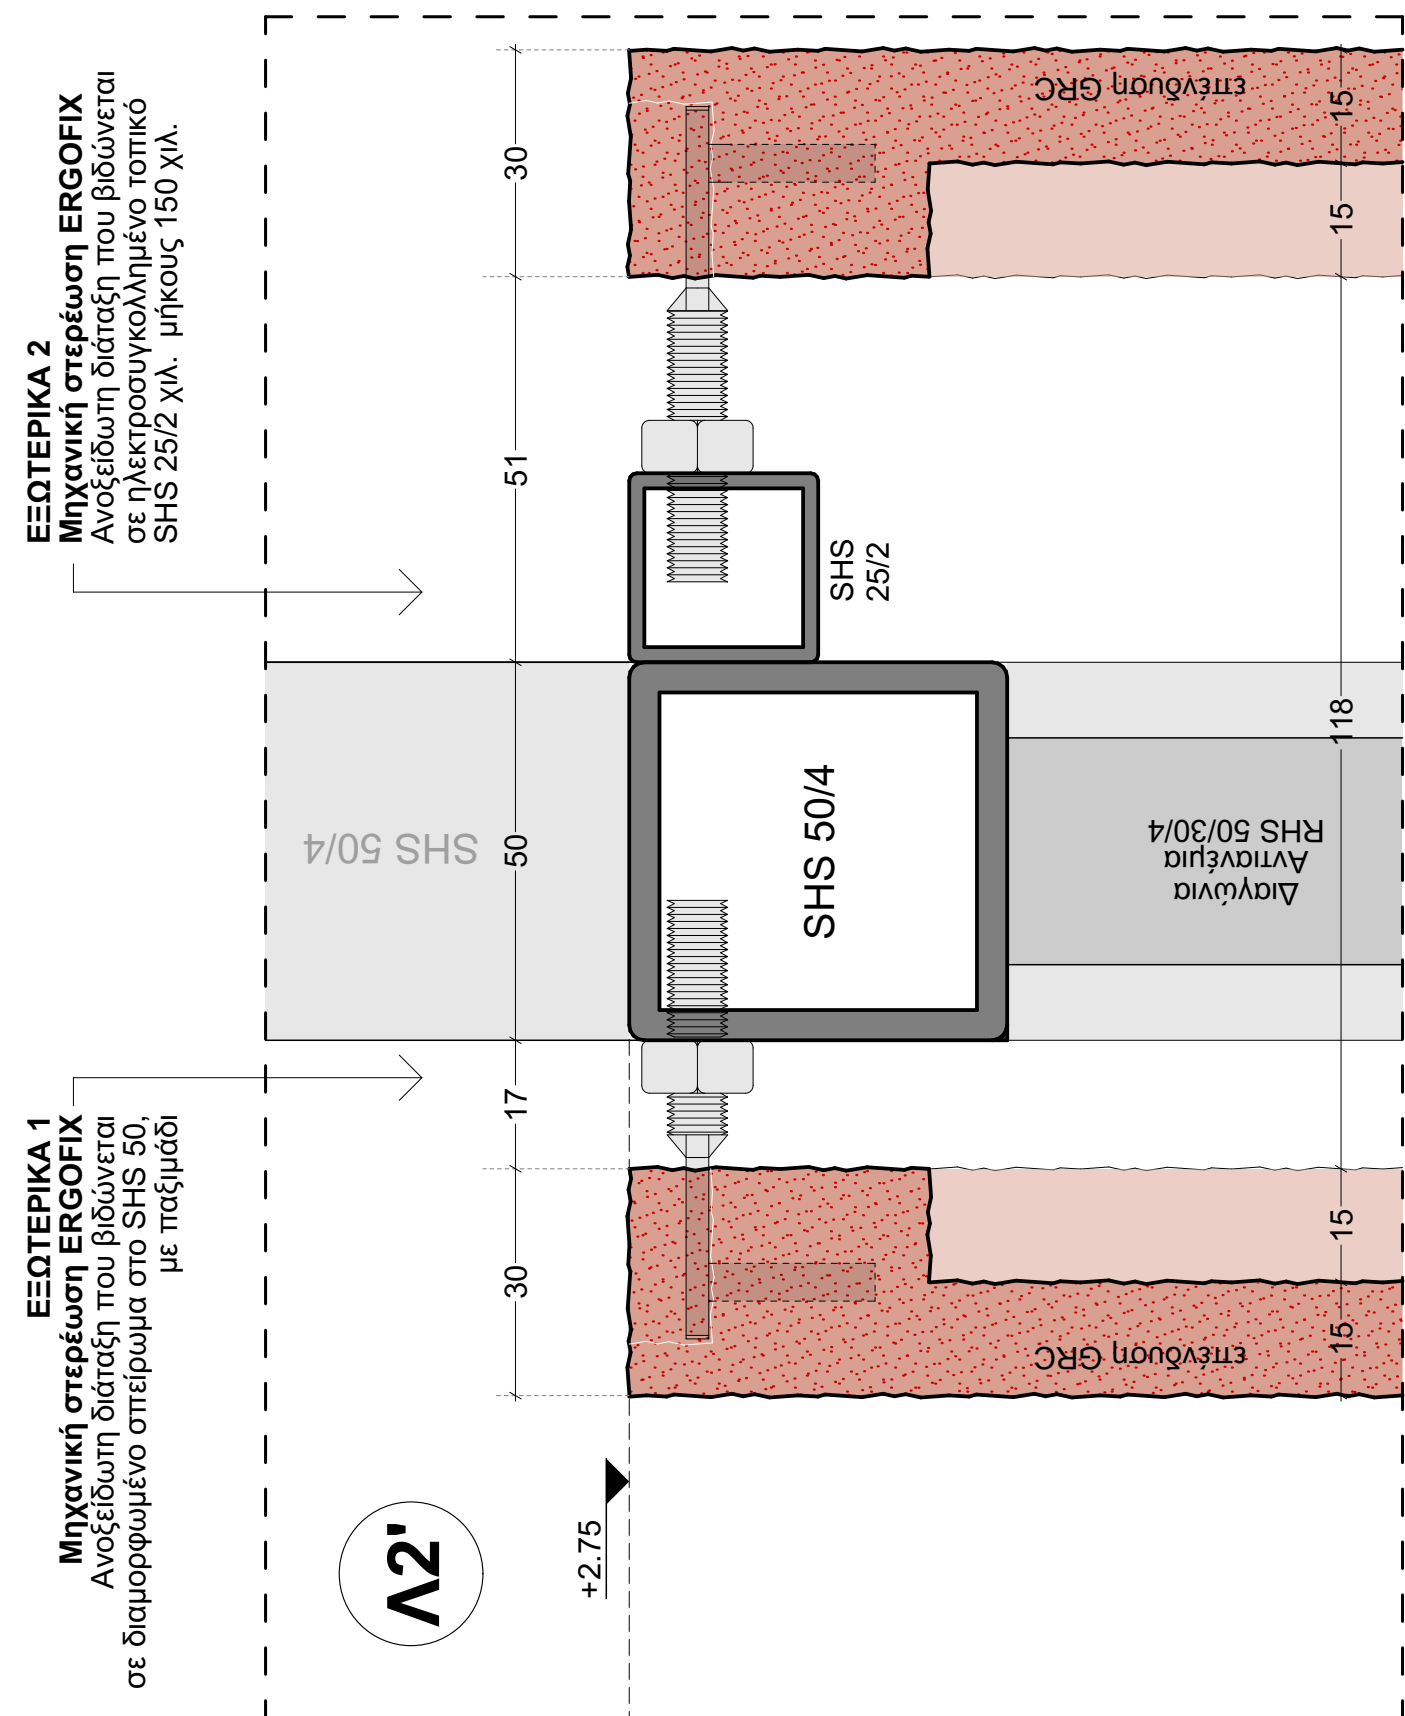 ΕΞΩΤΕΡΙΚΑ 1
Μηχανική στερέωση ERGOFIX
Ανοξείδωτη διάταξη που βιδώνεται
σε διαμορφωμένο σπείρωμα στο SHS 50,
με παξιμάδι
ΕΞΩΤΕΡΙΚΑ 2
Μηχανική στερέωση ERGOFIX
Ανοξείδωτη διάταξη που βιδώνεται
σε ηλεκτροσυγκολλημένο τοπικό
SHS 25/2 χιλ. μήκους 150 χιλ.
SHS 50/4
Λ2'
30
17
50
51
30
+2.75
SHS 50/4
SHS
25/2
επένδυση GRC
επένδυση GRC
Διαγώνια
Αντιανέμια
RHS 50/30/4
15
15
118
15
15